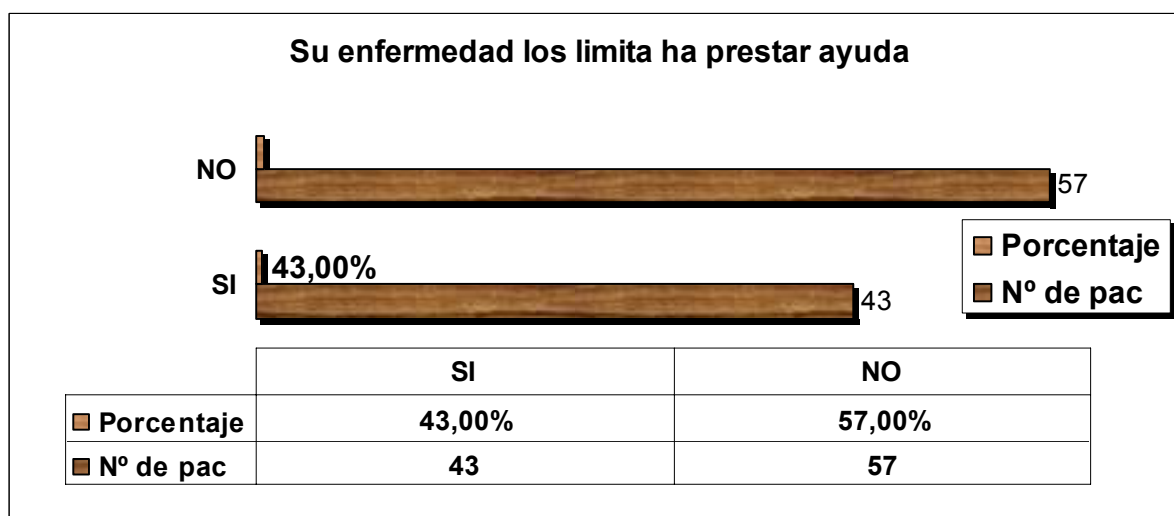 Su enfermedad los limita ha prestar ayuda
NO
57
SI
43,00%
43
Porcentaje
Nº de pac
SI NO
Porcentaje 43,00% 57,00%
Nº de pac 43 57